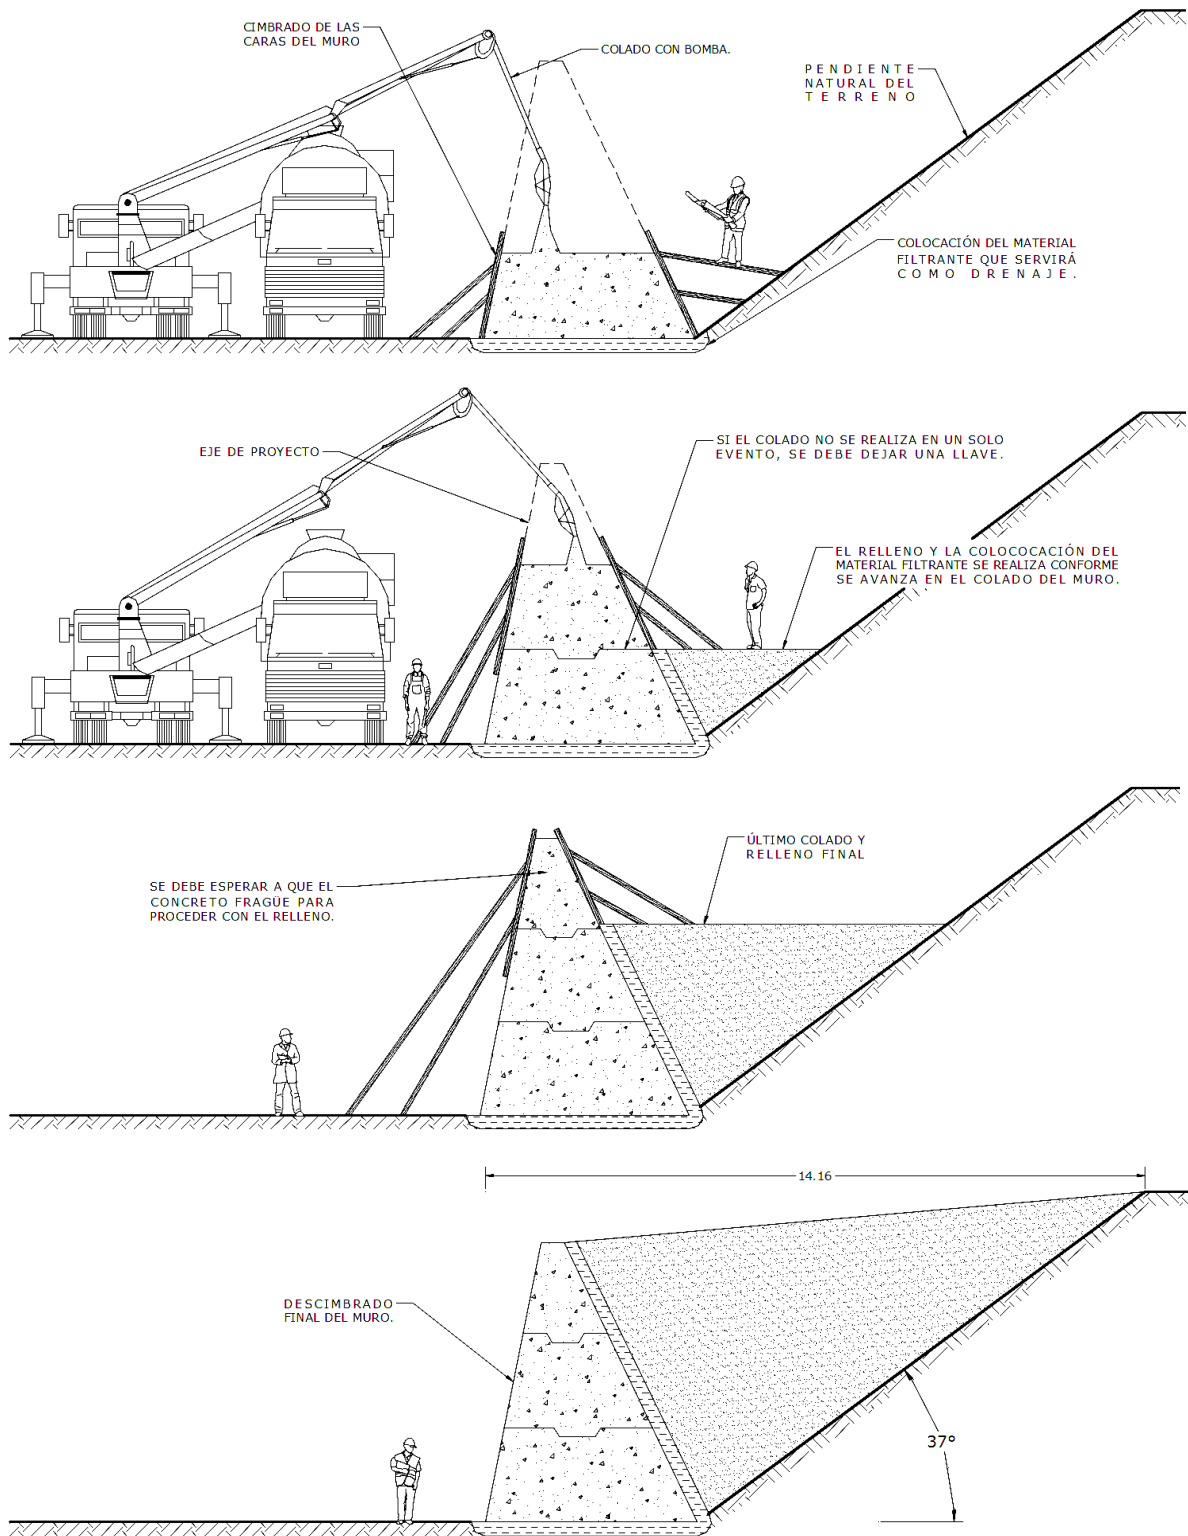 CIMBRADO DE LAS
CARAS DEL MURO
COLADO CON BOMBA.
PENDIENTE
NATURAL DEL
TERRENO
COLOCACIÓN DEL MATERIAL
FILTRANTE QUE SERVIRÁ
COMO DRENAJE.
EJE DE PROYECTO
SI EL COLADO NO SE REALIZA EN UN SOLO
EVENTO, SE DEBE DEJAR UNA LLAVE.
EL RELLENO Y LA COLOCOCACIÓN DEL
MATERIAL FILTRANTE SE REALIZA CONFORME
SE AVANZA EN EL COLADO DEL MURO.
ÚLTIMO COLADO Y
RELLENO FINAL
SE DEBE ESPERAR A QUE EL
CONCRETO FRAGÜE PARA
PROCEDER CON EL RELLENO.
14.16
DESCIMBRADO
FINAL DEL MURO.
37°